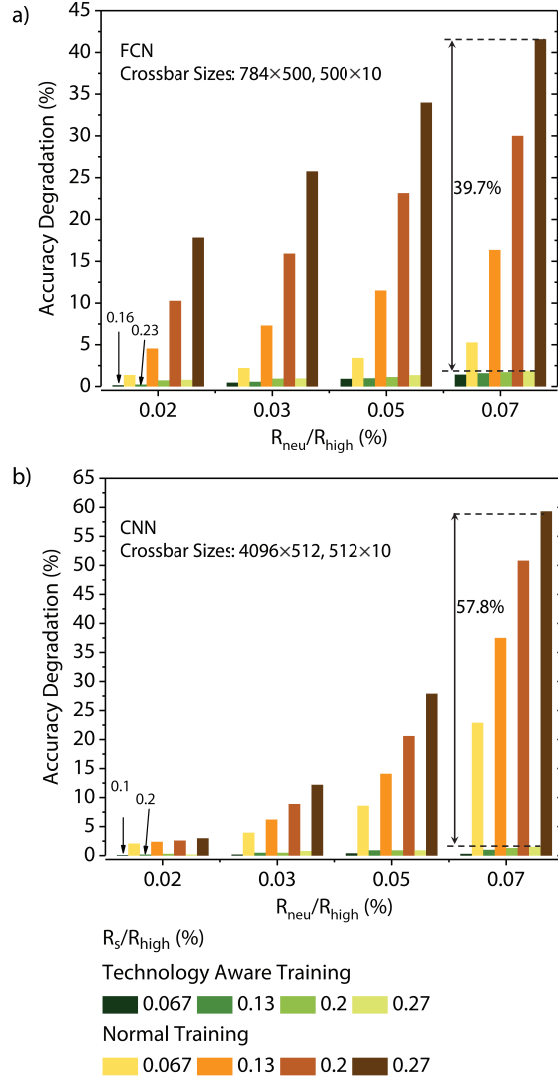 a)
45
40
35
30
25
20
15
10
5
0
Accuracy Degradation (%)
FCN
Crossbar Sizes: 784×500, 500×10
39.7%
0.16
0.23
0.02 0.03 0.05 0.07
Rneu/Rhigh (%)
b)
65
60
55
50
45
40
35
30
25
20
15
10
5
0
Accuracy Degradation (%)
CNN
Crossbar Sizes: 4096×512, 512×10
57.8%
0.1
0.2
0.02 0.03 0.05 0.07
Rneu/Rhigh (%)
Rs/Rhigh (%)
Technology Aware Training
0.067 0.13 0.2 0.27
Normal Training
0.067 0.13 0.2 0.27